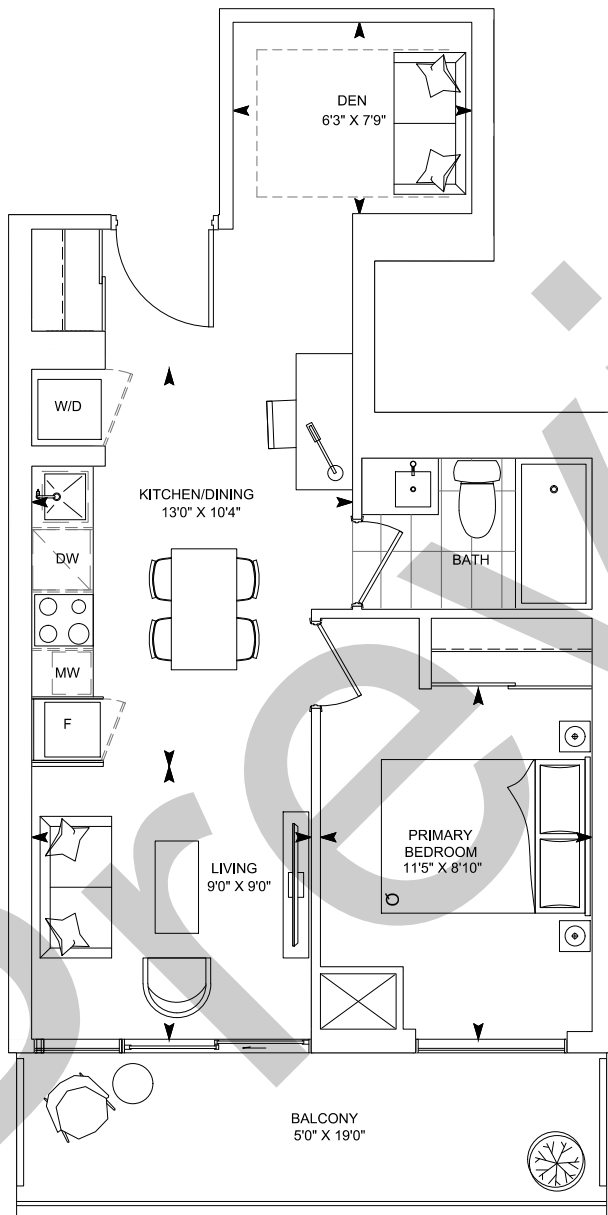 DEN
6'3" X 7'9"
W/D
KITCHEN/DINING
13'0" X 10'4"
DW
BATH
MW
F
PRIMARY
BEDROOM
11'5" X 8'10"
LIVING
9'0" X 9'0"
BALCONY
5'0" X 19'0"